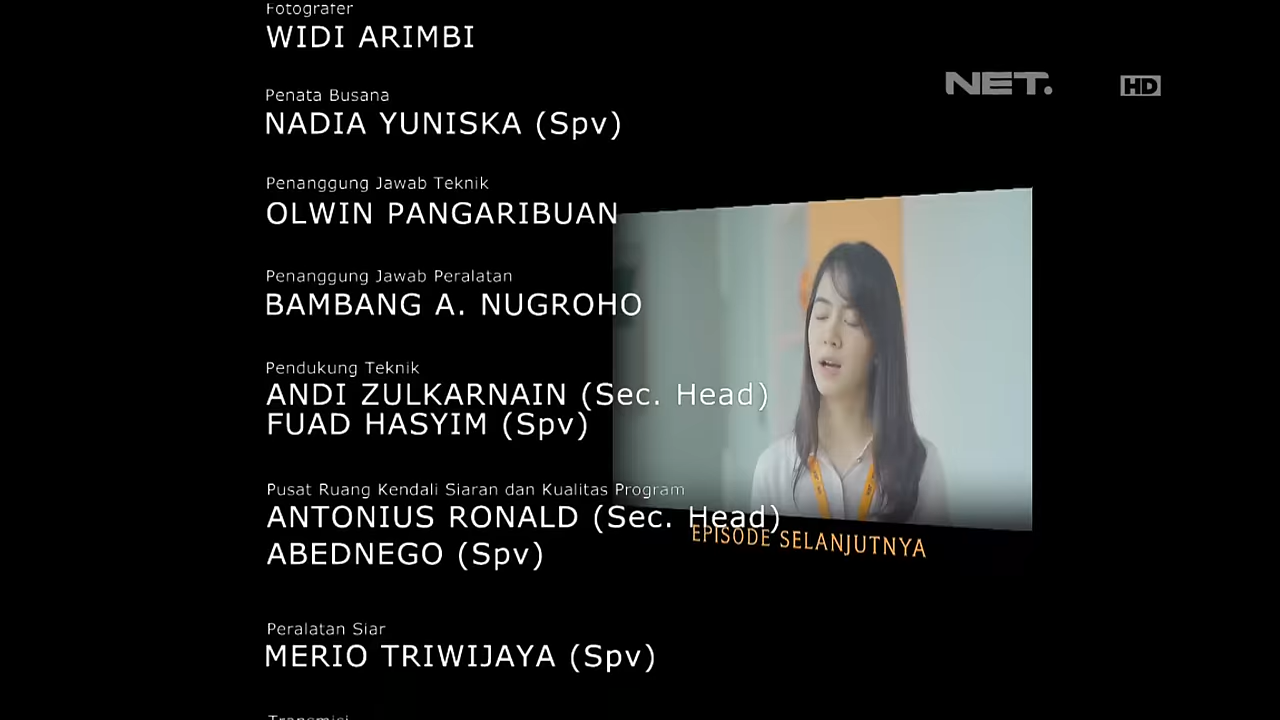 Fotografer
WIDI ARIMBI
NET.
HD
Penata Busana
NADIA YUNISKA (Spv)
Penanggung Jawab Teknik
OLWIN PANGARIBUAN
Penanggung Jawab Peralatan
BAMBANG A. NUGROHO
Pendukung Teknik
ANDI ZULKARNAIN (Sec. Head)
FUAD HASYIM (Spv)
Pusat Ruang Kendali Siaran dan Kualitas Program
ANTONIUS RONALD (Sec. Head)
EPISODE SELANJUTNYA
ABEDNEGO (Spv)
Peralatan Siar
MERIO TRIWIJAYA (Spv)
Transmisi